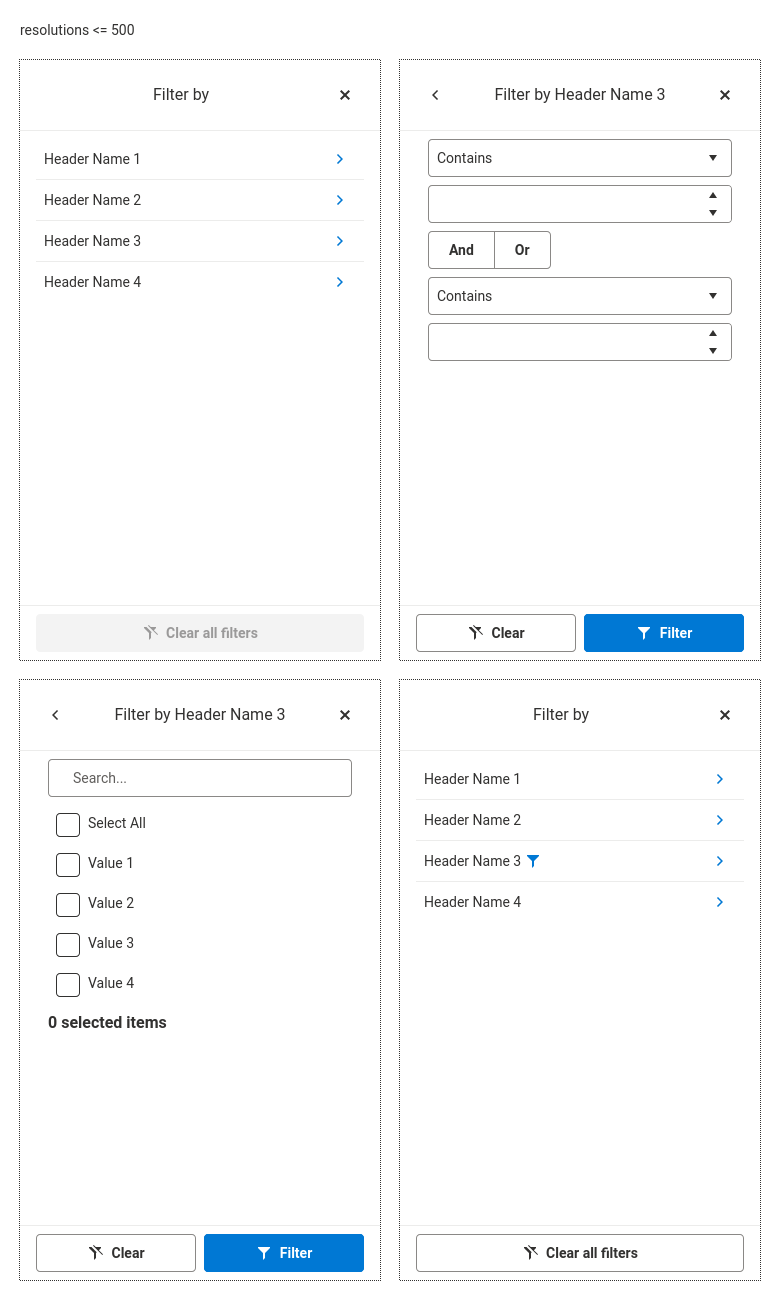 resolutions <= 500
Filter by
Header Name 1
Header Name 2
Header Name 3
Header Name 4
Clear all filters
Filter by Header Name 3
Contains
And Or
Contains
Clear Filter
Filter by Header Name 3
Search...
Select All
Value 1
Value 2
Value 3
Value 4
0 selected items
Clear Filter
Filter by
Header Name 1
Header Name 2
Header Name 3
Header Name 4
Clear all filters